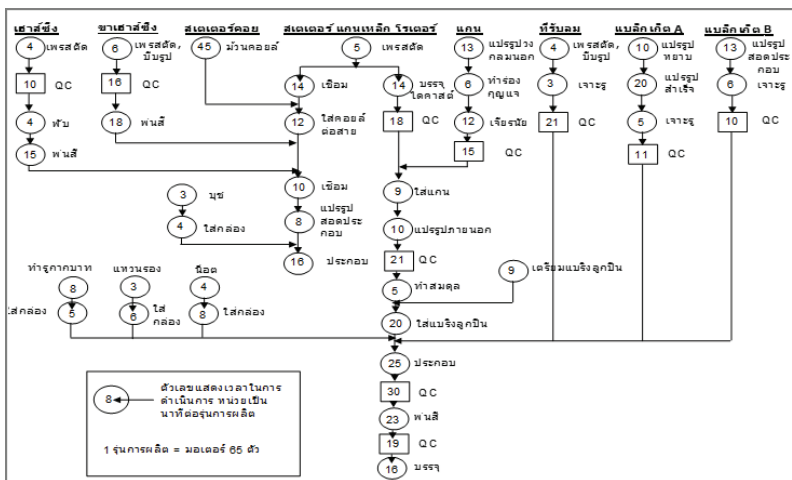 เฮาส์ซิ่ง
ขาเฮาส์ซิ่ง
สเตเตอร์คอย
สเตเตอร์ แกนเหล็ก โรเตอร์
แกน
ที่รับลม
แบล็กเก็ต A
แบล็กเก็ต B
4 เพรสตัด
6 เพรสตัด,
บีบรูป
45 ม้วนคอยล์
5 เพรสตัด
13 แปรรูปวง
กลมนอก
4 เพรสตัด,
บีบรูป
10 แปรรูป
หยาบ
13 แปรรูป
สอดประ
กอบ
10 QC
16 QC
14 เชื่อม
14 บรรจุ
ไดคาสต์
6 ทำร่อง
กุญแจ
3 เจาะรู
20 แปรรูป
สำเร็จ
6 เจาะรู
4 พับ
18 พ่นสี
12 ใส่คอยล์
ต่อสาย
18 QC
12 เจียรนัย
21 QC
5 เจาะรู
10 QC
15 พ่นสี
15 QC
11 QC
10 เชื่อม
9 ใส่แกน
3 บุช
8 แปรรูป
สอดประ
กอบ
10 แปรรูปภายนอก
4 ใส่กล่อง
16 ประกอบ
21 QC
9 เตรียมแบริ่งลูกปืน
ทำรูกากบาท
แหวนรอง
น็อต
8
3
4
5 ทำสมดุล
ใส่กล่อง 5
6 ใส่
กล่อง
8 ใส่กล่อง
20 ใส่แบริ่งลูกปืน
25 ประกอบ
30 QC
23 พ่นสี
19 QC
16 บรรจุ
8
ตัวเลขแสดงเวลาในการ
ดำเนินการ หน่วยเป็น
นาทีต่อรุ่นการผลิต
1 รุ่นการผลิต = มอเตอร์ 65 ตัว